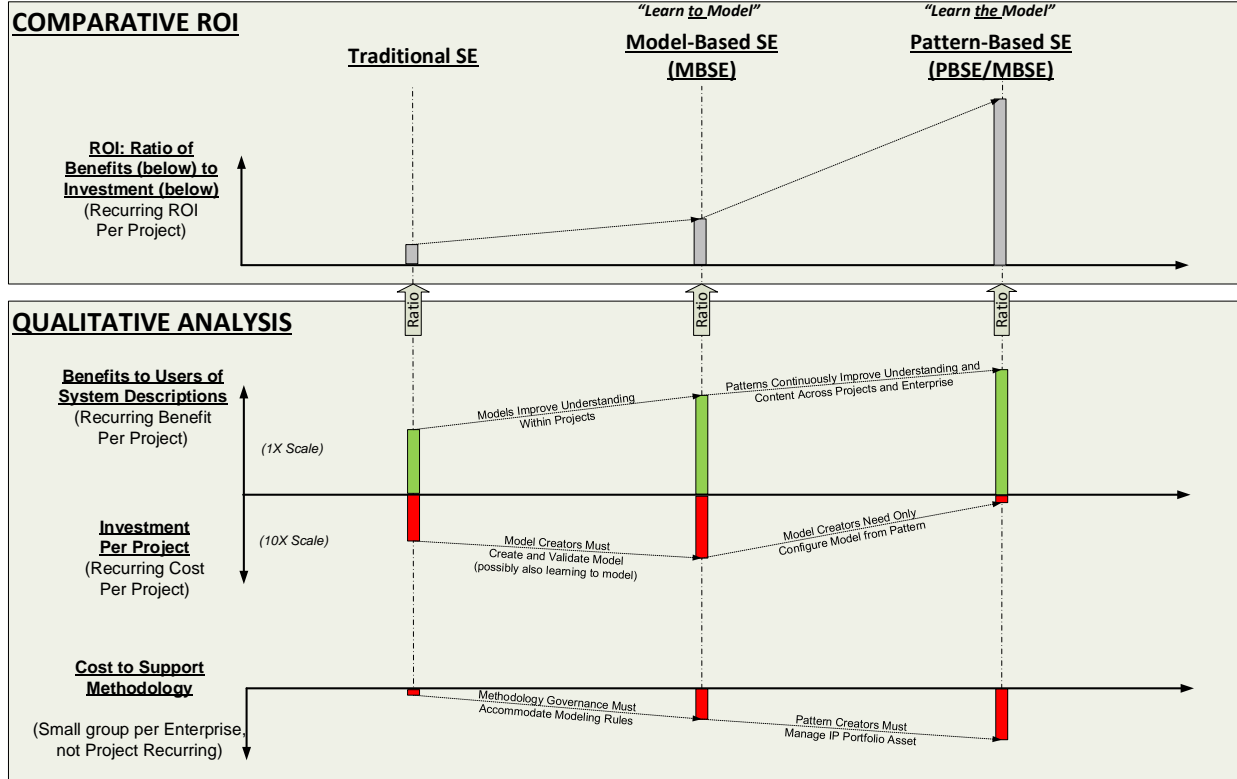 COMPARATIVE ROI
“Learn to Model”
“Learn the Model”
Traditional SE
Model-Based SE
(MBSE)
Pattern-Based SE
(PBSE/MBSE)
ROI: Ratio of
Benefits (below) to
Investment (below)
(Recurring ROI
Per Project)
Ratio
Ratio
Ratio
QUALITATIVE ANALYSIS
Benefits to Users of
System Descriptions
(Recurring Benefit
Per Project)
(1X Scale)
Models Improve Understanding
Within Projects
Patterns Continuously Improve Understanding and
Content Across Projects and Enterprise
Investment
Per Project
(Recurring Cost
Per Project)
(10X Scale)
Model Creators Must
Create and Validate Model
(possibly also learning to model)
Model Creators Need Only
Configure Model from Pattern
Cost to Support
Methodology
(Small group per Enterprise,
not Project Recurring)
Methodology Governance Must
Accommodate Modeling Rules
Pattern Creators Must
Manage IP Portfolio Asset